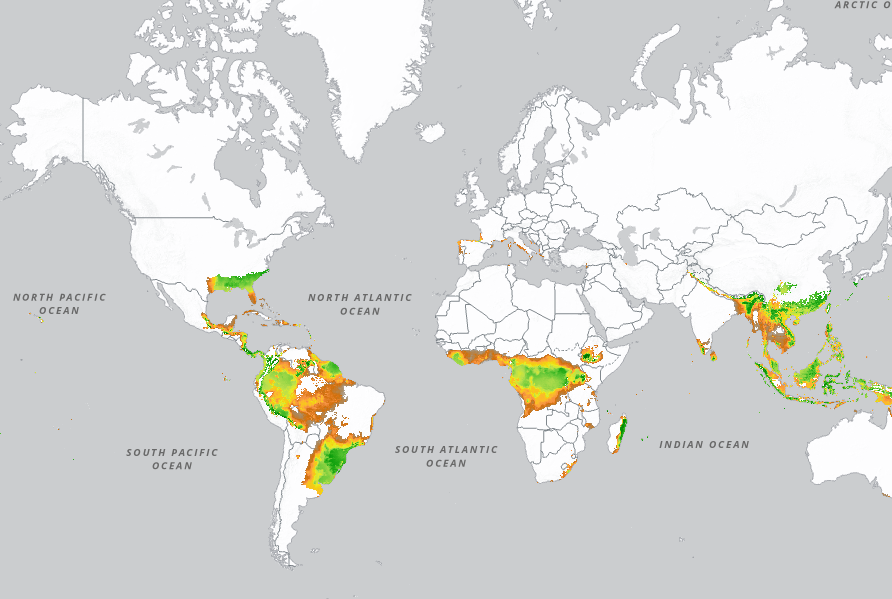 ARCTIC O
NORTH PACIFIC
OCEAN
NORTH ATLANTIC
OCEAN
SOUTH PACIFIC
OCEAN
SOUTH ATLANTIC
OCEAN
INDIAN OCEAN